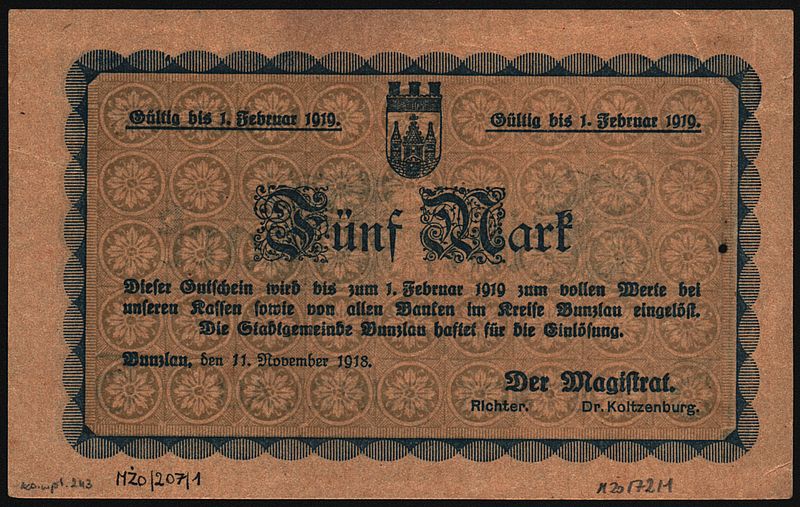 Gültig bis 1. Februar 1919.
Gültig bis 1. Februar 1919.
Fünf Mark
Dieser Gutschein wird bis zum 1. Februar 1919 zum vollen Werte bei
unseren Kassen sowie von allen Banken im Kreise Bunzlau eingelöst.
Die Stadtgemeinde Bunzlau haftet für die Einlösung.
Bunzlau, den 11. November 1918.
Der Magistrat.
Richter. Dr. Koltzenburg.
MŻO/207/1